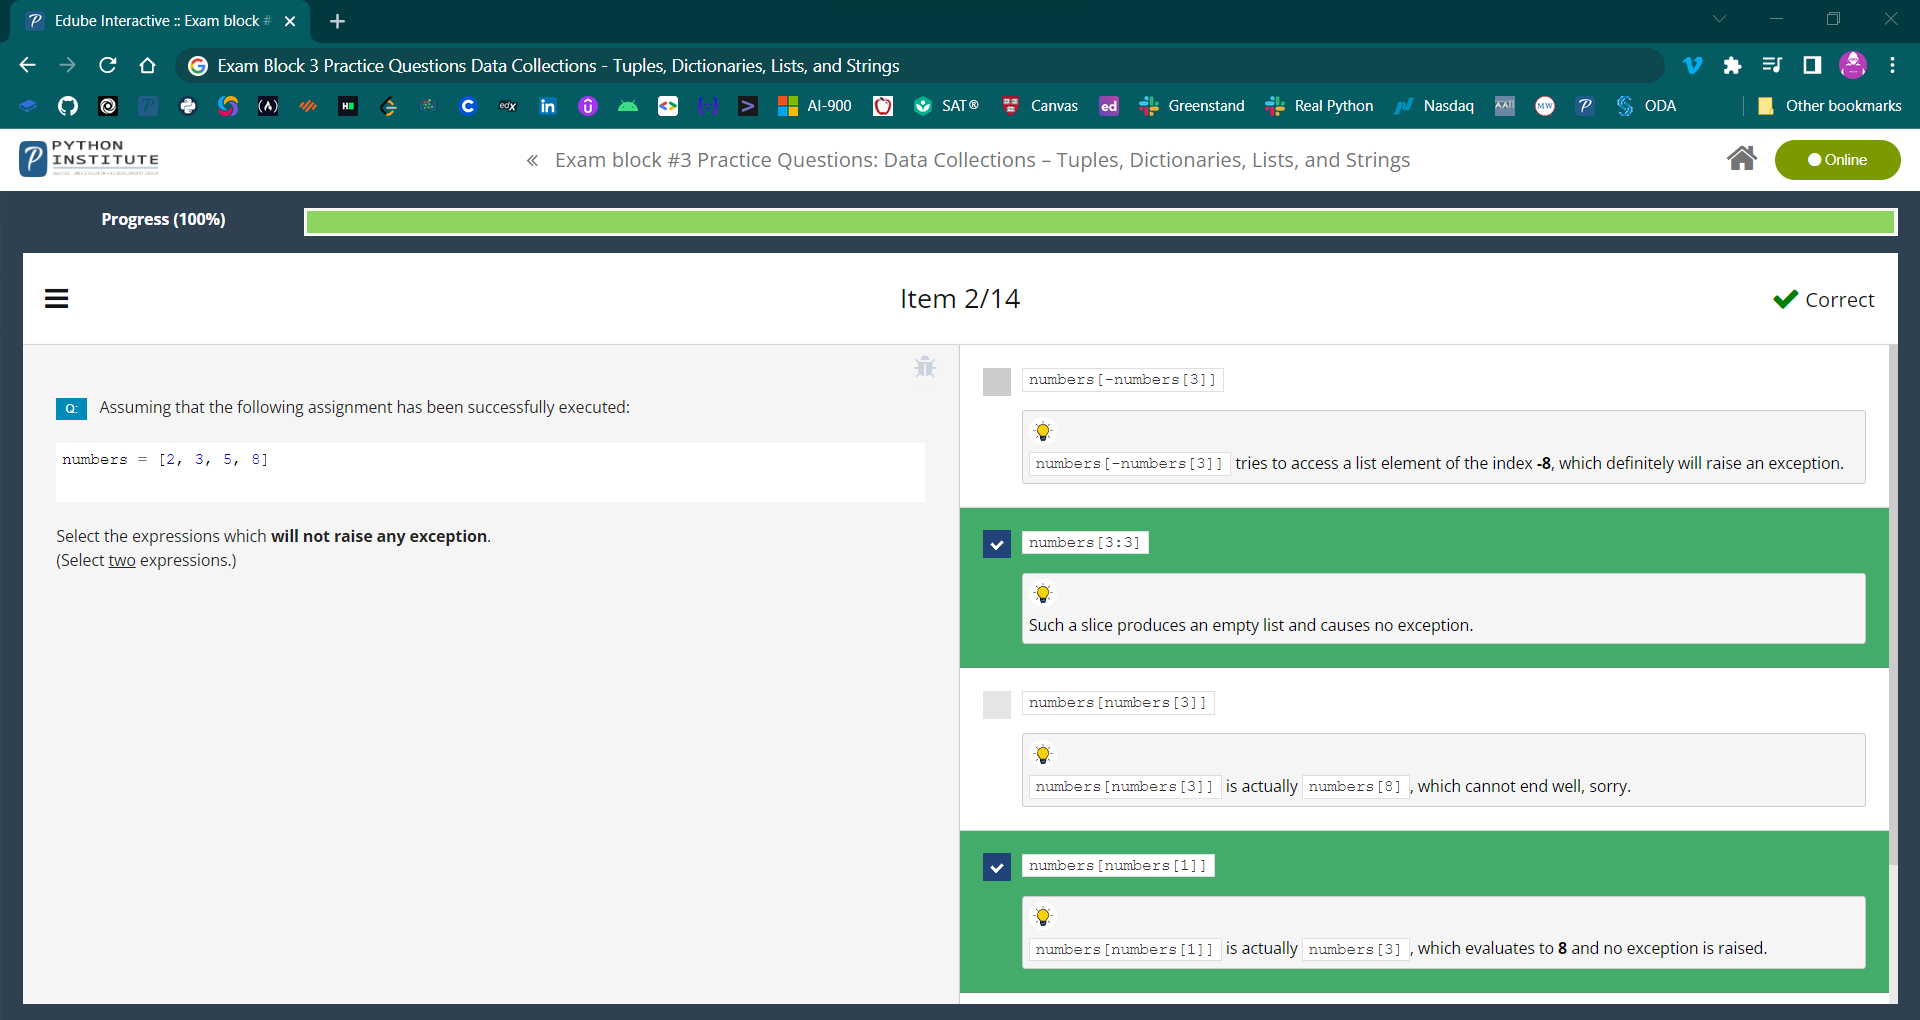 Edube Interactive :: Exam block #
Exam Block 3 Practice Questions Data Collections - Tuples, Dictionaries, Lists, and Strings
AI-900
SAT®
Canvas
ed
Greenstand
Real Python
Nasdaq
MW
ODA
Other bookmarks
PYTHON
INSTITUTE
« Exam block #3 Practice Questions: Data Collections – Tuples, Dictionaries, Lists, and Strings
Online
Progress (100%)
Item 2/14
Correct
Q: Assuming that the following assignment has been successfully executed:
numbers = [2, 3, 5, 8]
Select the expressions which will not raise any exception.
(Select two expressions.)
numbers[-numbers[3]]
numbers[-numbers[3]] tries to access a list element of the index -8, which definitely will raise an exception.
numbers[3:3]
Such a slice produces an empty list and causes no exception.
numbers[numbers[3]]
numbers[numbers[3]] is actually numbers[8], which cannot end well, sorry.
numbers[numbers[1]]
numbers[numbers[1]] is actually numbers[3], which evaluates to 8 and no exception is raised.